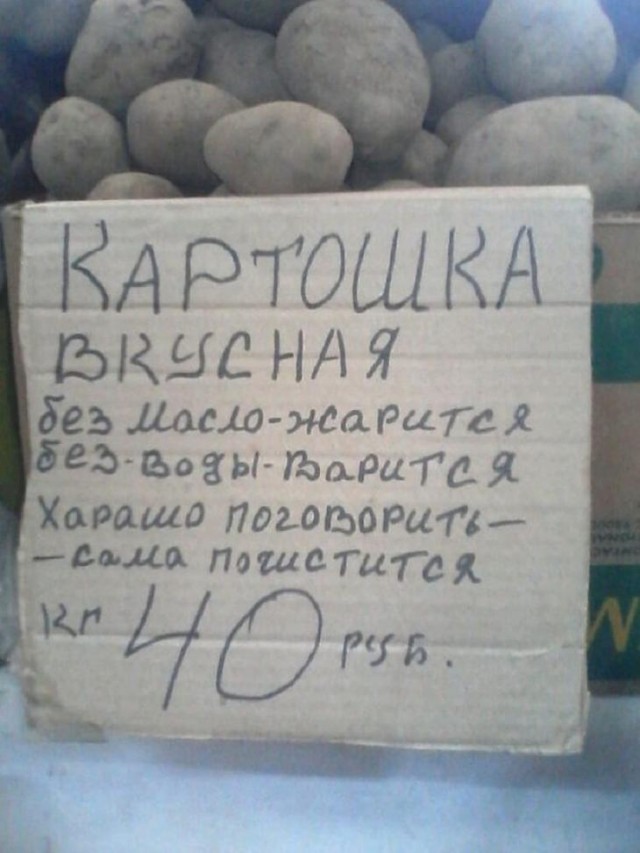 КАРТОШКА
ВКУСНАЯ
без масло-жарится
без-воды-варится
Харашо поговорить-
-сама почистится
кг 40 руб.